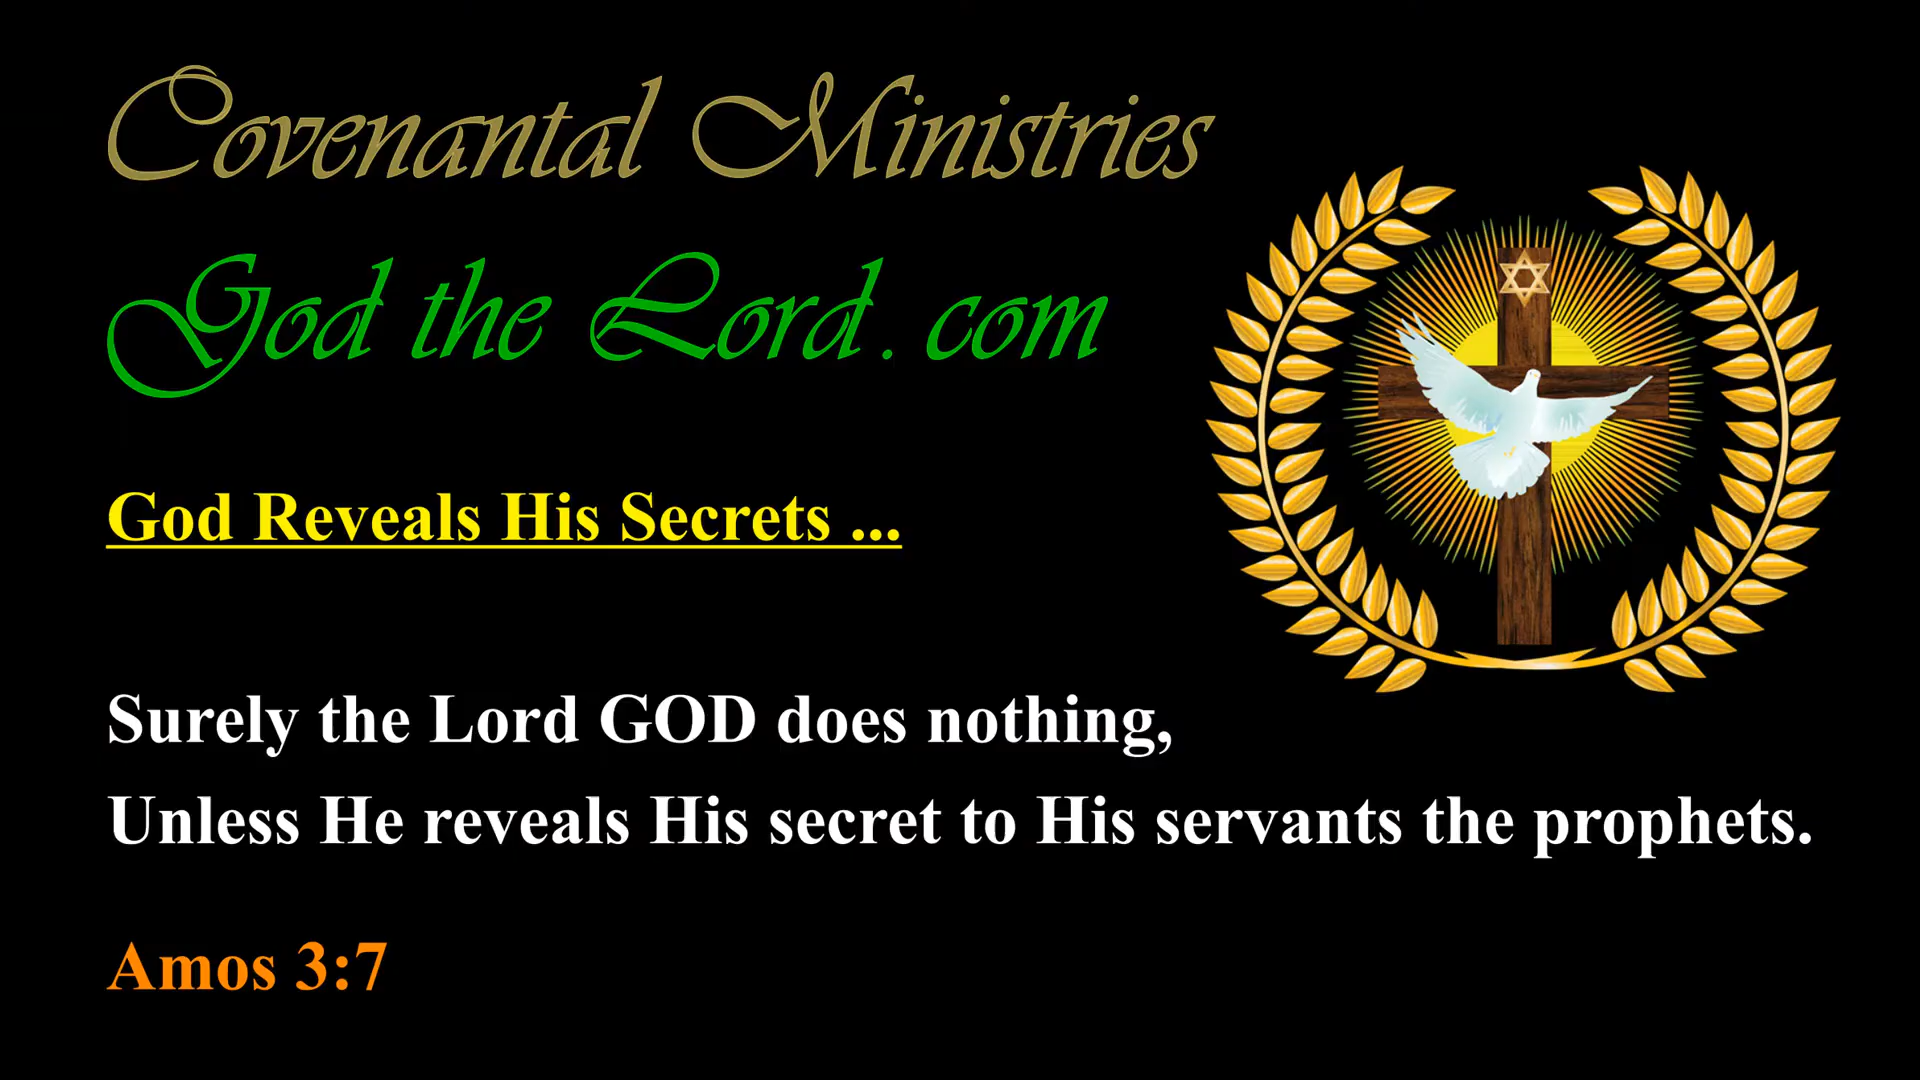 Covenantal Ministries
God the Lord . com
God Reveals His Secrets ...
Surely the Lord GOD does nothing,
Unless He reveals His secret to His servants the prophets.
Amos 3:7